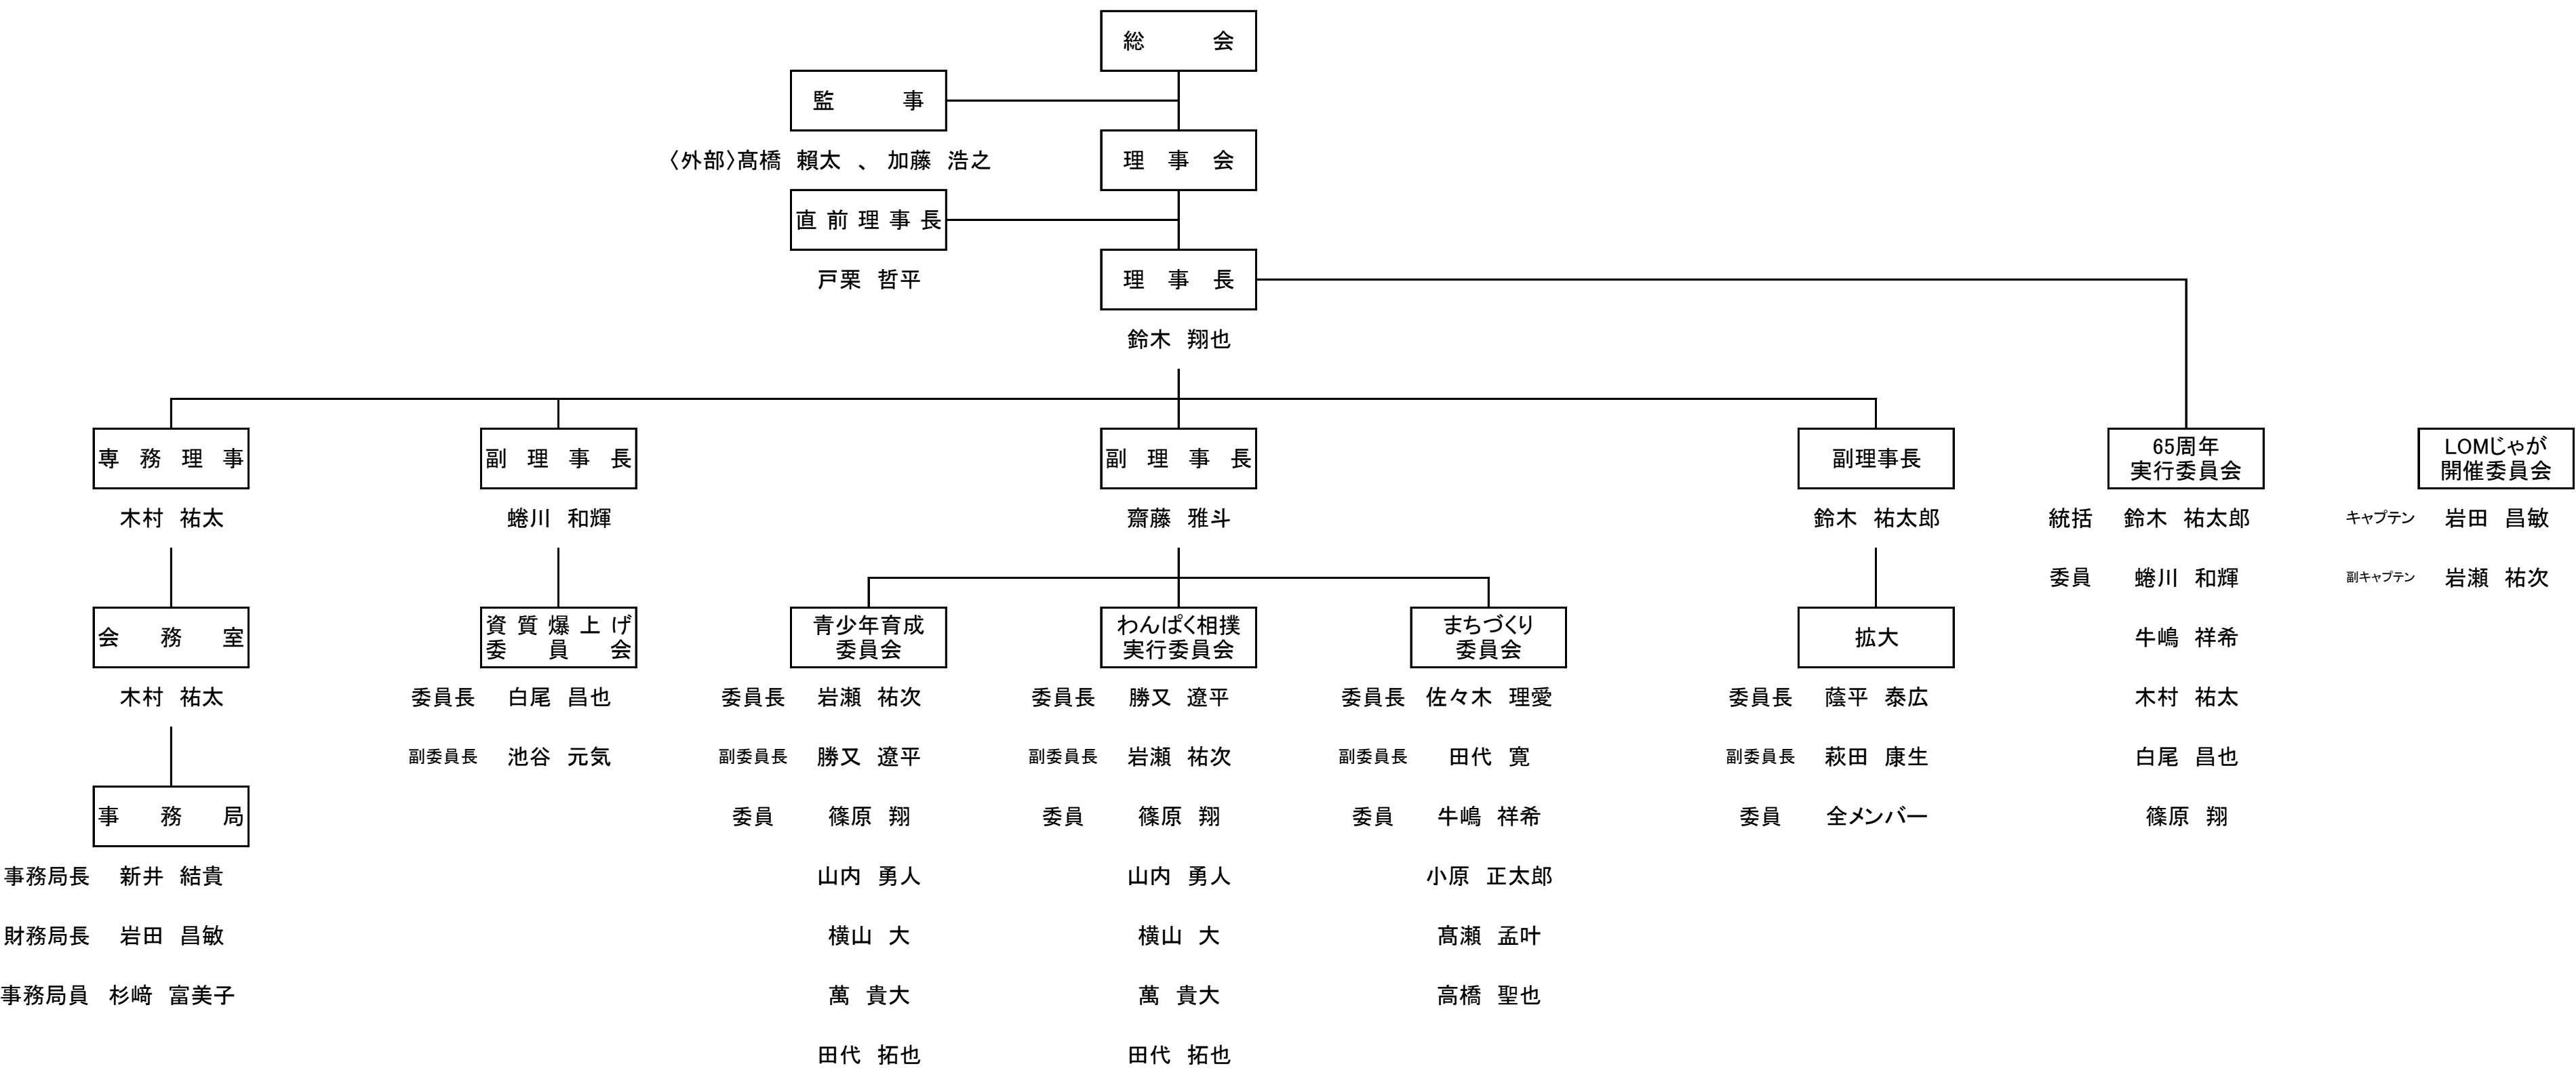 総会
監事
〈外部〉髙橋 賴太 、 加藤 浩之
理事会
直前理事長
戸栗 哲平
理事長
鈴木 翔也
専務理事
木村 祐太
会務室
木村 祐太
事務局
事務局長 新井 結貴
財務局長 岩田 昌敏
事務局員 杉﨑 富美子
副理事長
蜷川 和輝
資質爆上げ
委員会
委員長 白尾 昌也
副委員長 池谷 元気
副理事長
齋藤 雅斗
青少年育成
委員会
委員長 岩瀬 祐次
副委員長 勝又 遼平
委員 篠原 翔
山内 勇人
横山 大
萬 貴大
田代 拓也
わんぱく相撲
実行委員会
委員長 勝又 遼平
副委員長 岩瀬 祐次
委員 篠原 翔
山内 勇人
横山 大
萬 貴大
田代 拓也
まちづくり
委員会
委員長 佐々木 理愛
副委員長 田代 寛
委員 牛嶋 祥希
小原 正太郎
髙瀬 孟叶
高橋 聖也
副理事長
鈴木 祐太郎
拡大
委員長 蔭平 泰広
副委員長 萩田 康生
委員 全メンバー
65周年
実行委員会
統括 鈴木 祐太郎
委員 蜷川 和輝
牛嶋 祥希
木村 祐太
白尾 昌也
篠原 翔
LOMじゃが
開催委員会
キャプテン 岩田 昌敏
副キャプテン 岩瀬 祐次